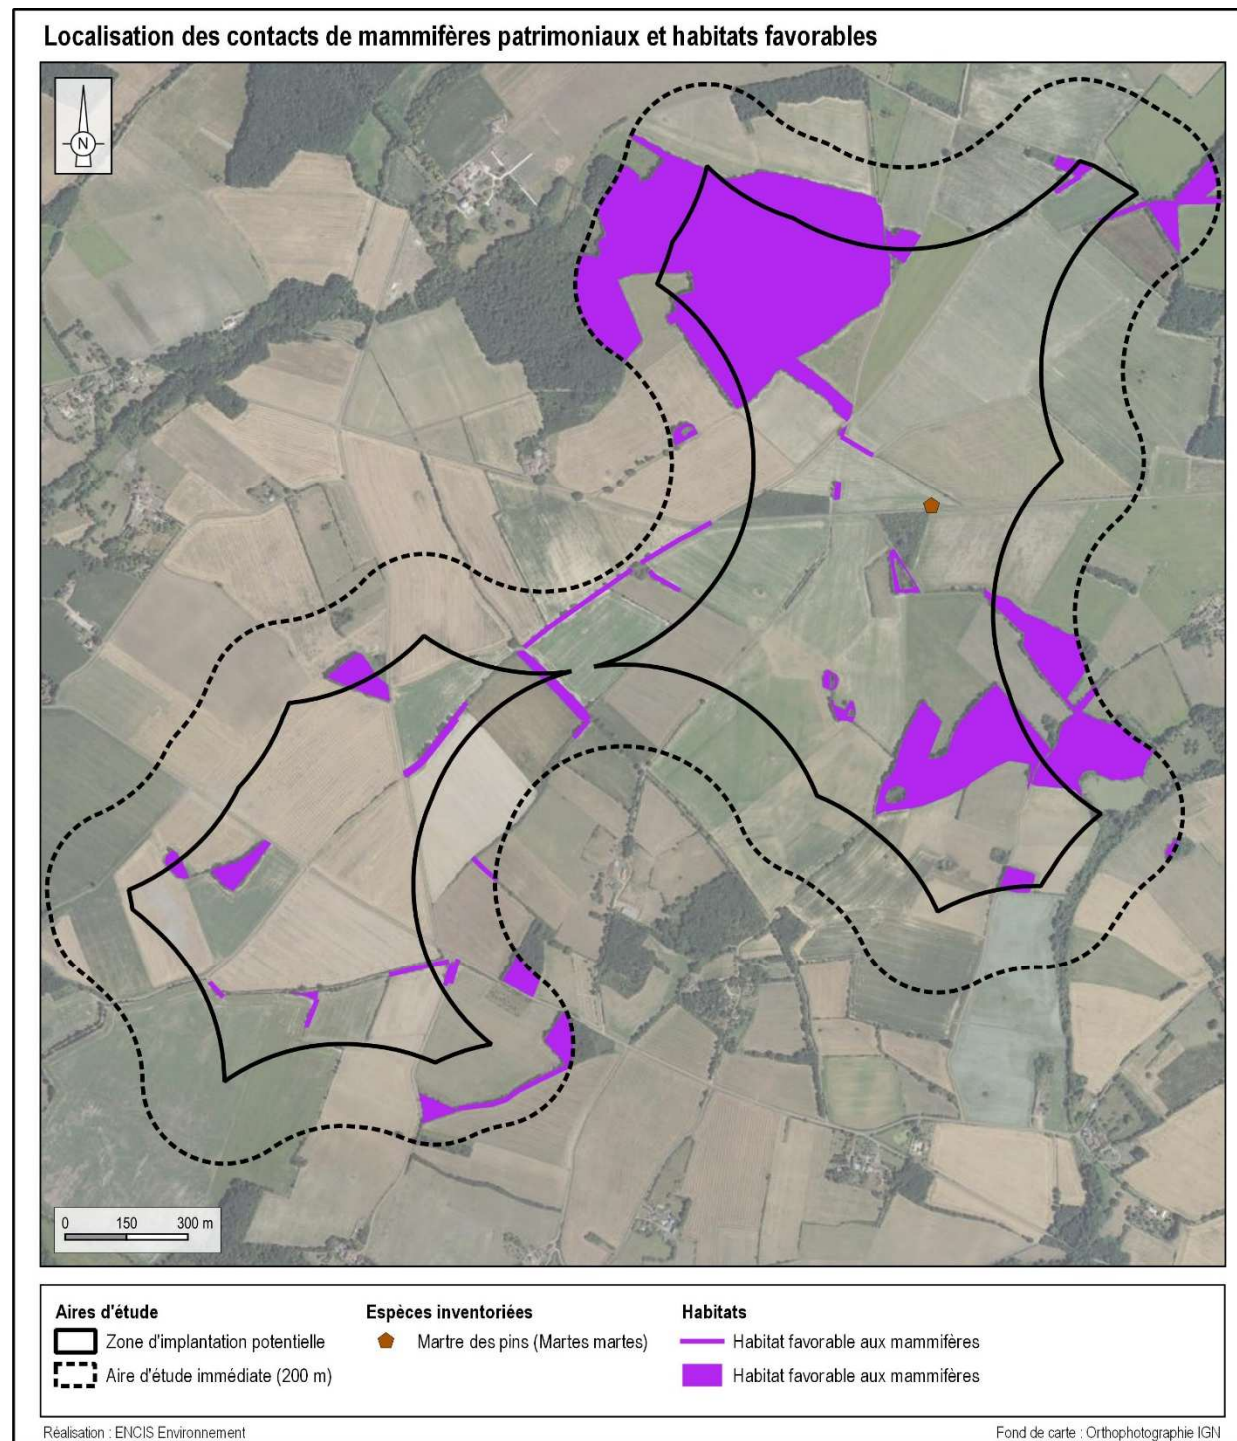 Localisation des contacts de mammifères patrimoniaux et habitats favorables
N
0 150 300 m
Aires d'étude
Zone d'implantation potentielle
Aire d'étude immédiate (200 m)
Espèces inventoriées
Martre des pins (Martes martes)
Habitats
Habitat favorable aux mammifères
Habitat favorable aux mammifères
Réalisation : ENCIS Environnement
Fond de carte : Orthophotographie IGN